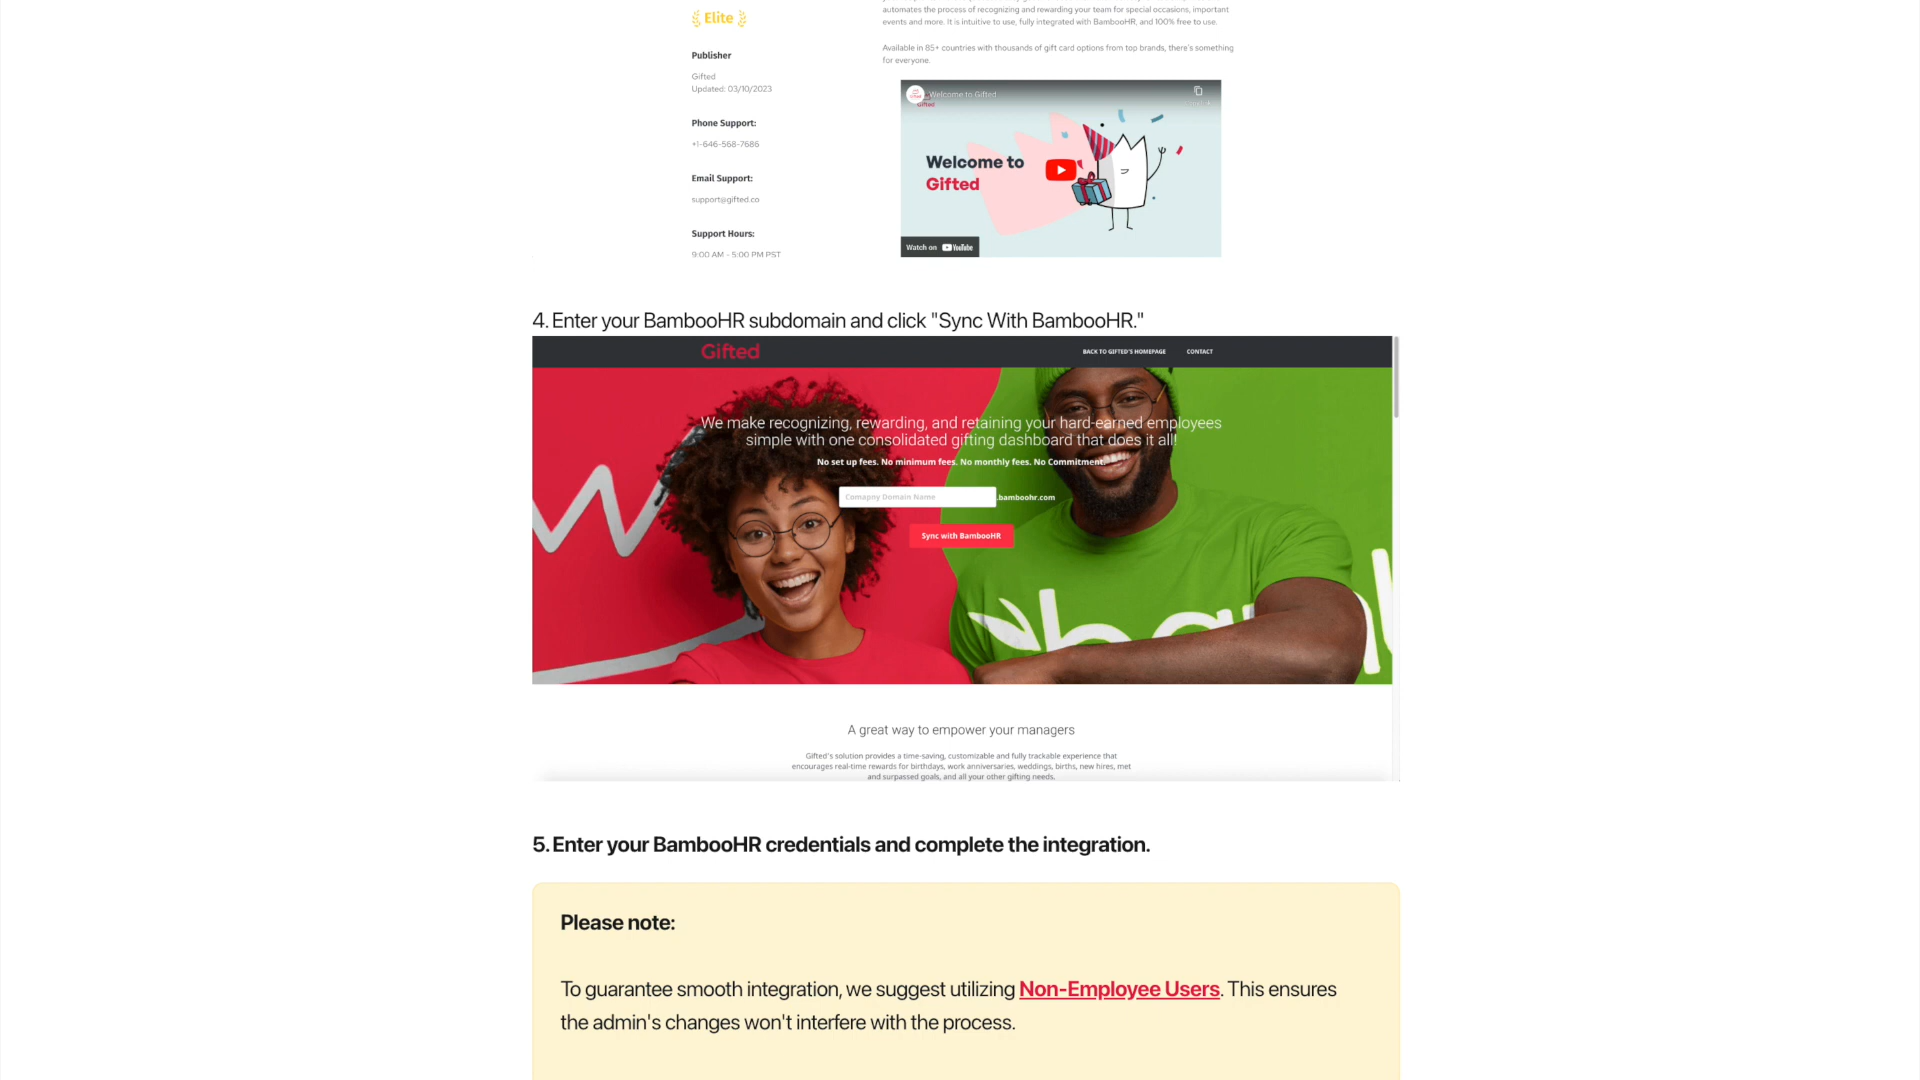 automates the process of recognizing and rewarding your team for special occasions, important
events and more. It is intuitive to use, fully integrated with BambooHR, and 100% free to use.
Elite
Available in 85+ countries with thousands of gift card options from top brands, there's something
for everyone.
Publisher
Gifted
Updated: 03/10/2023
Phone Support:
+1-646-568-7686
Email Support:
support@gifted.co
Support Hours:
9:00 AM - 5:00 PM PST
Gifted
Welcome to Gifted
Welcome to
Gifted
Watch on YouTube
4. Enter your BambooHR subdomain and click "Sync With BambooHR."
Gifted
BACK TO GIFTED'S HOMEPAGE
CONTACT
We make recognizing, rewarding, and retaining your hard-earned employees
simple with one consolidated gifting dashboard that does it all!
No set up fees. No minimum fees. No monthly fees. No Commitment.
Comapny Domain Name
.bamboohr.com
Sync with BambooHR
A great way to empower your managers
Gifted's solution provides a time-saving, customizable and fully trackable experience that
encourages real-time rewards for birthdays, work anniversaries, weddings, births, new hires, met
and surpassed goals, and all your other gifting needs.
5. Enter your BambooHR credentials and complete the integration.
Please note:
To guarantee smooth integration, we suggest utilizing Non-Employee Users. This ensures
the admin's changes won't interfere with the process.